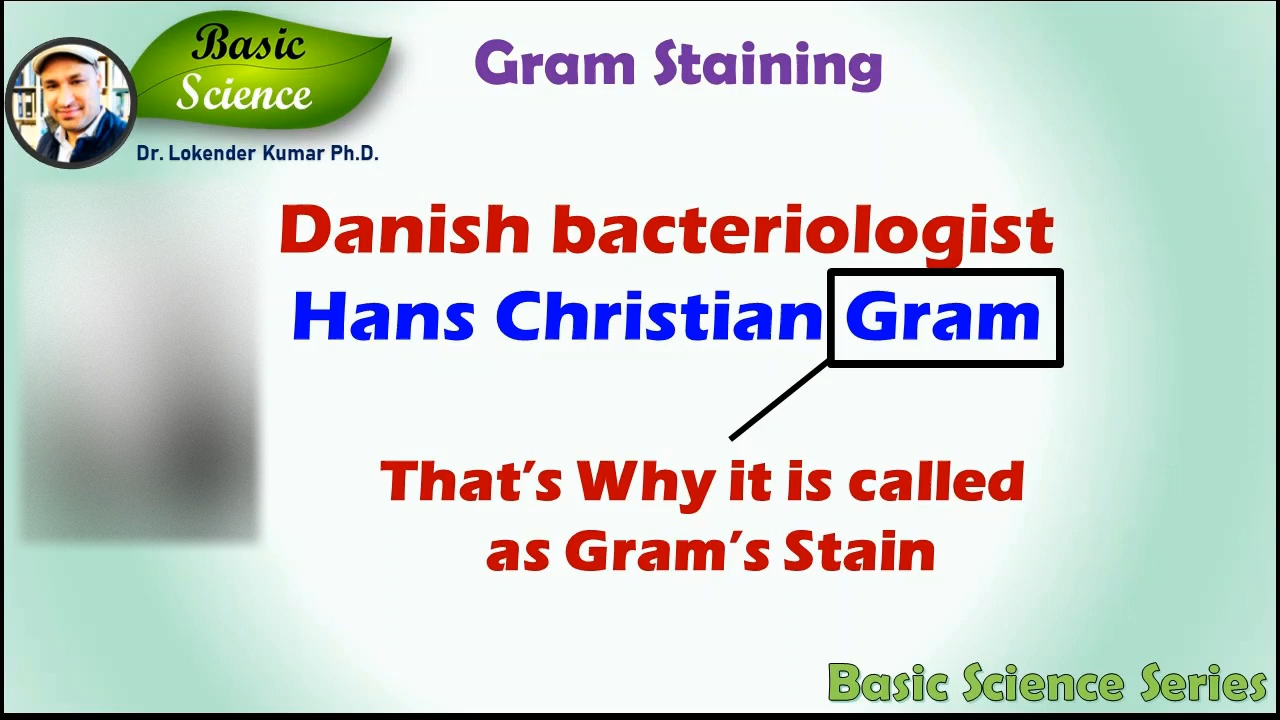 Basic
Science
Gram Staining
Dr. Lokender Kumar Ph.D.
Danish bacteriologist
Hans Christian Gram
That's Why it is called
as Gram's Stain
Basic Science Series